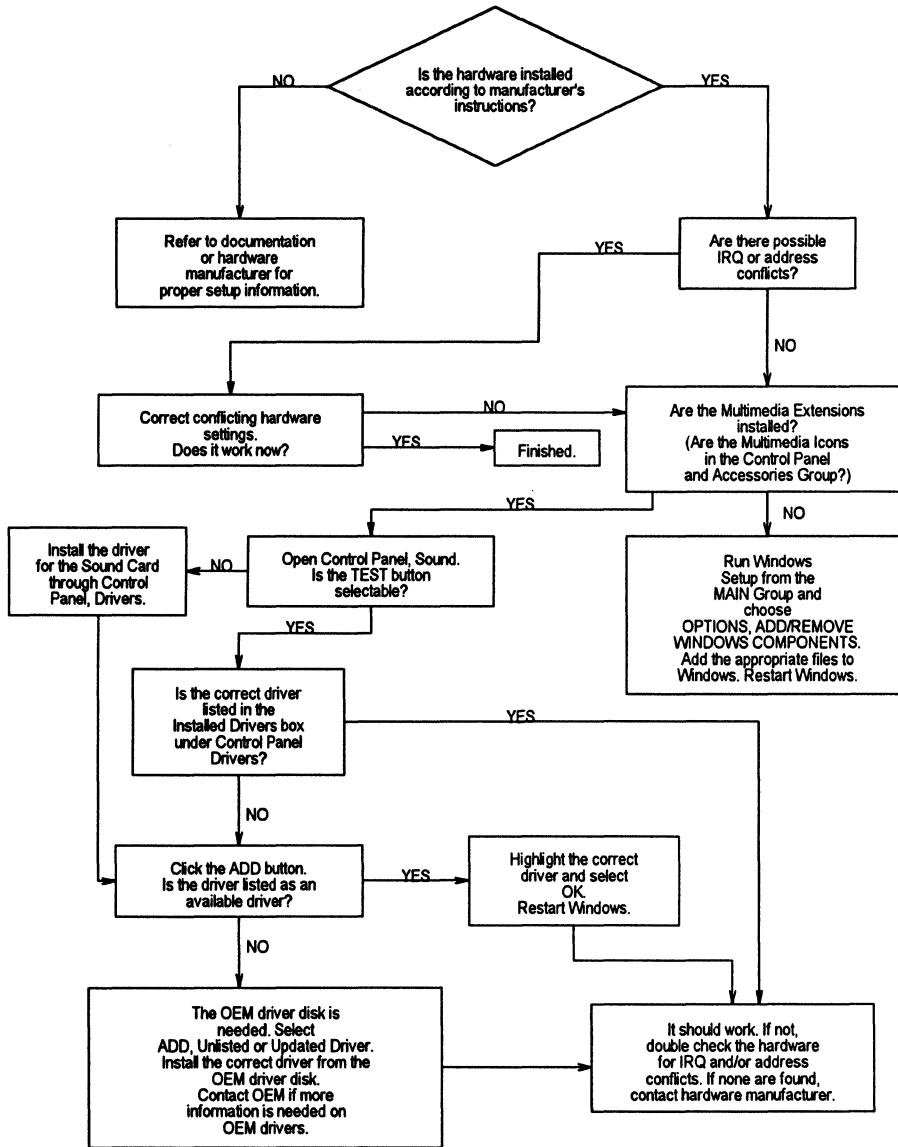 Is the hardware installed
according to manufacturer's
instructions?
NO
YES
Refer to documentation
or hardware
manufacturer for
proper setup information.
YES
Are there possible
IRQ or address
conflicts?
NO
Correct conflicting hardware
settings.
Does it work now?
NO
YES
Finished.
Are the Multimedia Extensions
installed?
(Are the Multimedia Icons
in the Control Panel
and Accessories Group?)
YES
NO
Install the driver
for the Sound Card
through Control
Panel, Drivers.
NO
Open Control Panel, Sound.
Is the TEST button
selectable?
Run Windows
Setup from the
MAIN Group and
choose
OPTIONS, ADD/REMOVE
WINDOWS COMPONENTS.
Add the appropriate files to
Windows. Restart Windows.
YES
Is the correct driver
listed in the
Installed Drivers box
under Control Panel
Drivers?
YES
NO
Click the ADD button.
Is the driver listed as an
available driver?
YES
Highlight the correct
driver and select
OK.
Restart Windows.
NO
The OEM driver disk is
needed. Select
ADD, Unlisted or Updated Driver.
Install the correct driver from the
OEM driver disk.
Contact OEM if more
information is needed on
OEM drivers.
It should work. If not,
double check the hardware
for IRQ and/or address
conflicts. If none are found,
contact hardware manufacturer.